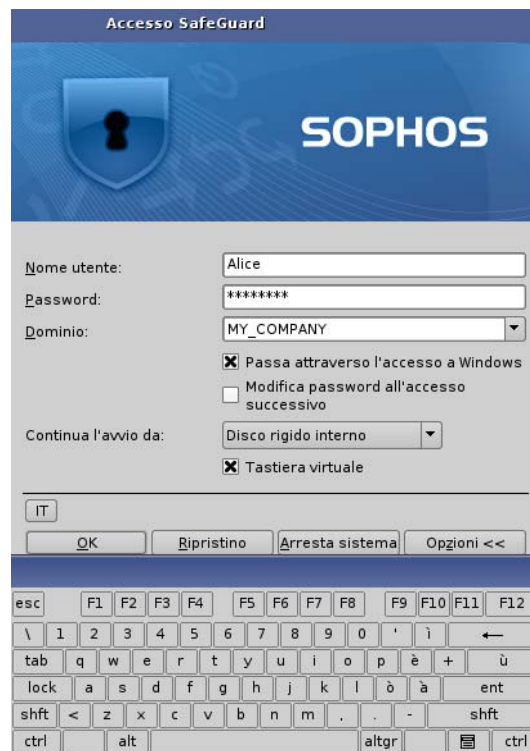 Accesso SafeGuard
SOPHOS
Nome utente: Alice
Password: ********
Dominio: MY_COMPANY
Passa attraverso l'accesso a Windows
Modifica password all'accesso
successivo
Continua l'avvio da: Disco rigido interno
Tastiera virtuale
IT
OK Ripristino Arresta sistema Opzioni <<
esc F1 F2 F3 F4 F5 F6 F7 F8 F9 F10 F11 F12
\ 1 2 3 4 5 6 7 8 9 0 ' ì ←
tab q w e r t y u i o p è + ù
lock a s d f g h j k l ò à ent
shft < z x c v b n m , . - shft
ctrl alt altgr ctrl